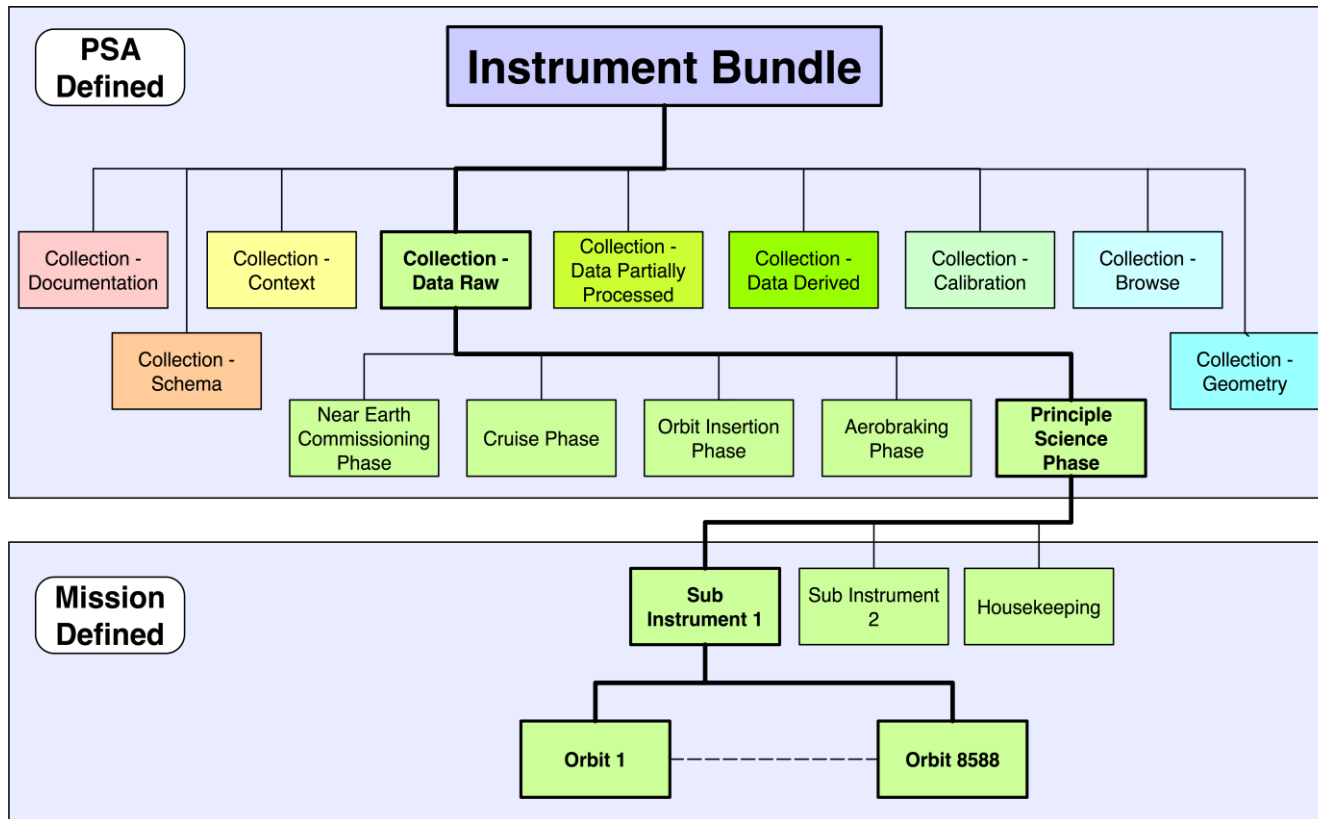 PSA
Defined
Instrument Bundle
Collection -
Documentation
Collection -
Context
Collection -
Data Raw
Collection -
Data Partially
Processed
Collection -
Data Derived
Collection -
Calibration
Collection -
Browse
Collection -
Schema
Collection -
Geometry
Near Earth
Commissioning
Phase
Cruise Phase
Orbit Insertion
Phase
Aerobraking
Phase
Principle
Science
Phase
Mission
Defined
Sub
Instrument 1
Sub Instrument
2
Housekeeping
Orbit 1
Orbit 8588